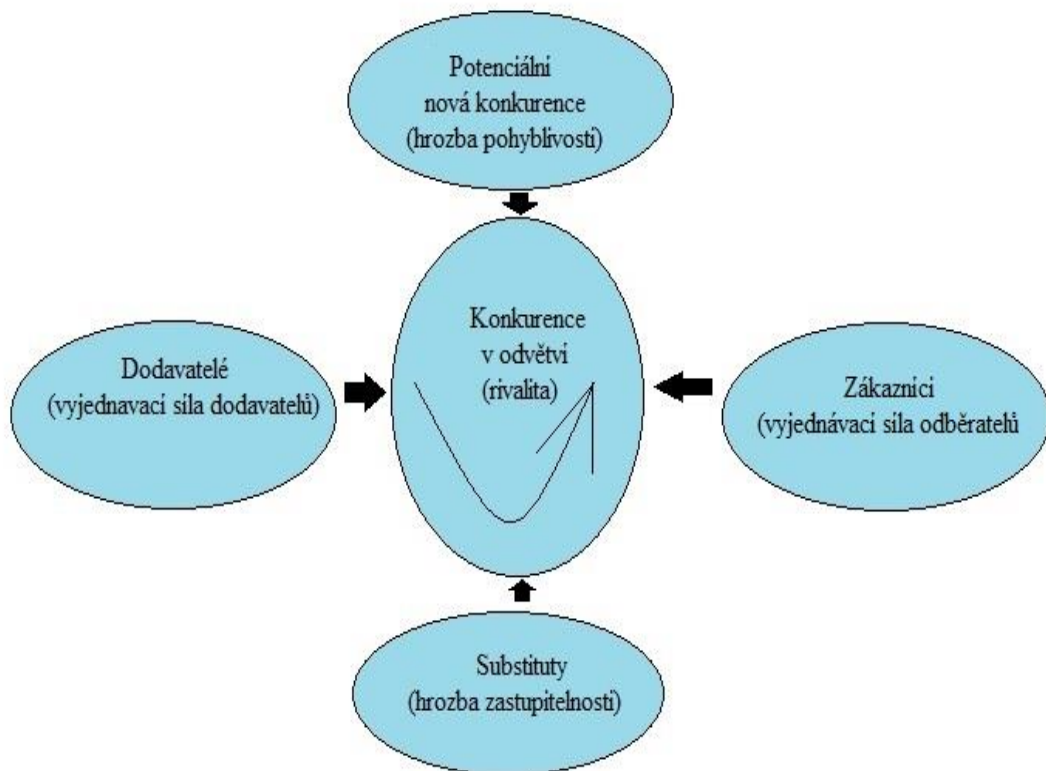 Potenciální
nová konkurence
(hrozba pohyblivosti)
Konkurence
v odvětví
(rivalita)
Dodavatelé
(vyjednavací síla dodavatelů)
Zákazníci
(vyjednávací síla odběratelů
Substituty
(hrozba zastupitelnosti)